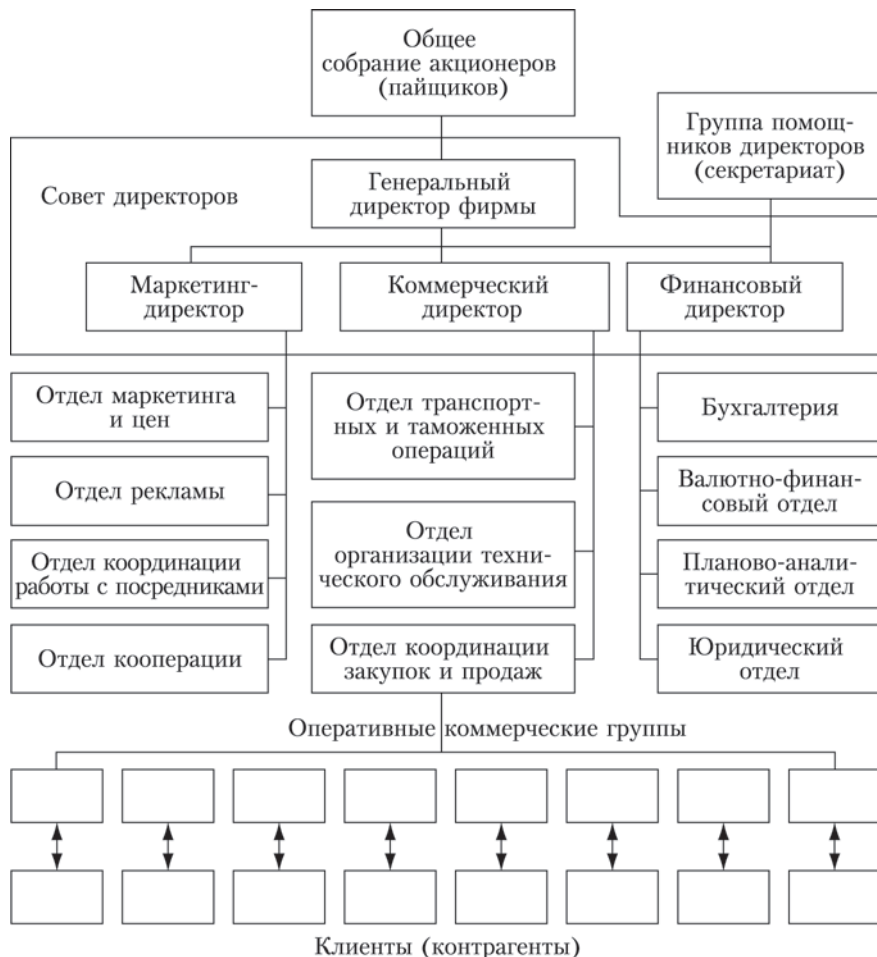 Общее
собрание акционеров
(пайщиков)
Группа помощ-
ников директоров
(секретариат)
Совет директоров
Генеральный
директор фирмы
Маркетинг-
директор
Коммерческий
директор
Финансовый
директор
Отдел маркетинга
и цен
Отдел транспорт-
ных и таможенных
операций
Бухгалтерия
Отдел рекламы
Валютно-финан-
совый отдел
Отдел
организации техни-
ческого обслуживания
Отдел координации
работы с посредниками
Планово-анали-
тический отдел
Отдел кооперации
Отдел координации
закупок и продаж
Юридический
отдел
Оперативные коммерческие группы
Клиенты (контрагенты)